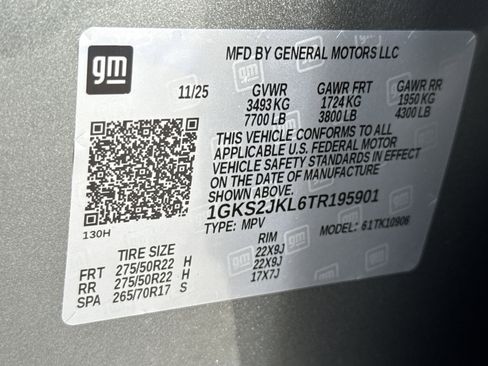 gm
MFD BY GENERAL MOTORS LLC
11/25 GVWR GAWR FRT GAWR RR
3493 KG 1724 KG 1950 KG
7700 LB 3800 LB 4300 LB
THIS VEHICLE CONFORMS TO ALL
APPLICABLE U.S. FEDERAL MOTOR
VEHICLE SAFETY STANDARDS IN EFFECT
ON THE DATE OF MANUFACTURE
SHOWN ABOVE.
1GKS2JKL6TR195901
130H TYPE: MPV MODEL: 61TK10906
TIRE SIZE RIM
FRT 275/50R22 H 22X9J
RR 275/50R22 H 22X9J
SPA 265/70R17 S 17X7J